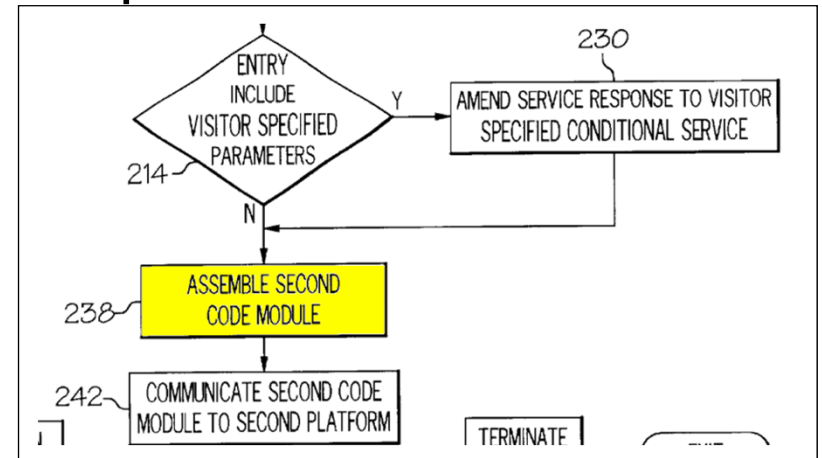 ENTRY
INCLUDE
VISITOR SPECIFIED
PARAMETERS
214
Y
N
230
AMEND SERVICE RESPONSE TO VISITOR
SPECIFIED CONDITIONAL SERVICE
238
ASSEMBLE SECOND
CODE MODULE
242
COMMUNICATE SECOND CODE
MODULE TO SECOND PLATFORM
TERMINATE